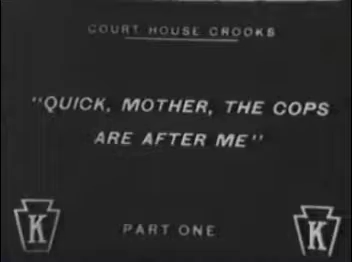 COURT HOUSE CROOKS
"QUICK, MOTHER, THE COPS
ARE AFTER ME"
K
PART ONE
K